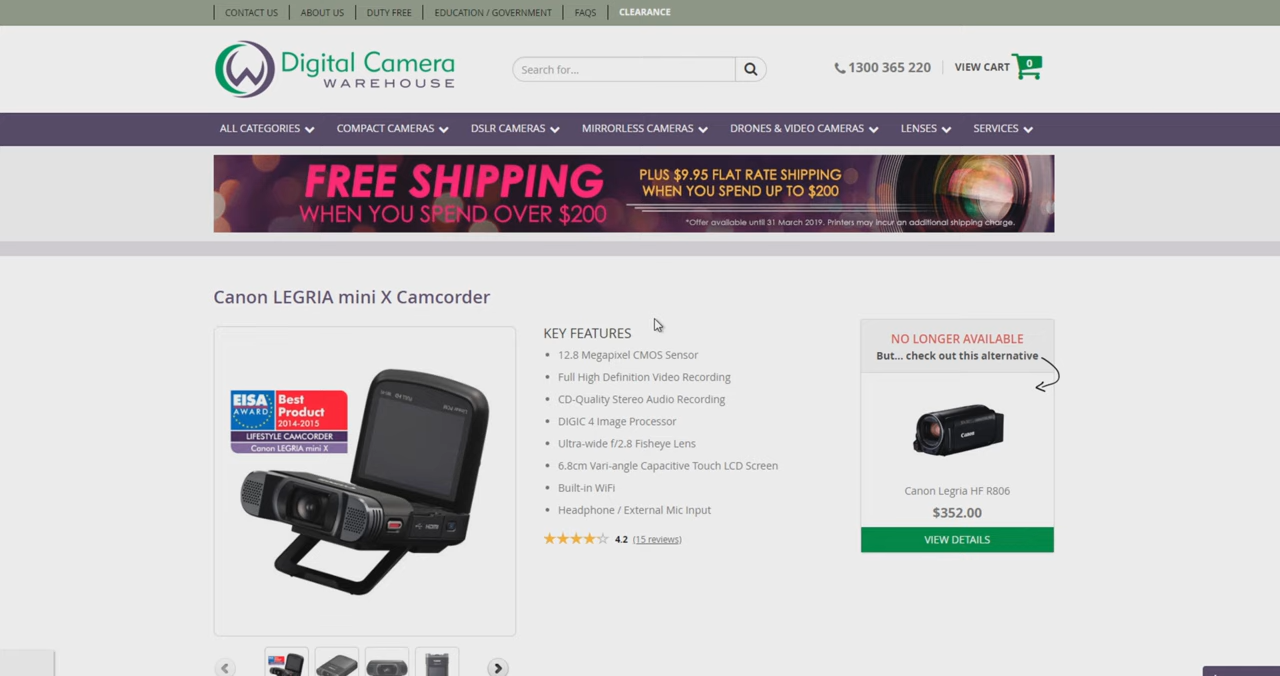 CONTACT US
ABOUT US
DUTY FREE
EDUCATION / GOVERNMENT
FAQS
CLEARANCE
Digital Camera
WAREHOUSE
Search for...
1300 365 220
VIEW CART
0
ALL CATEGORIES
COMPACT CAMERAS
DSLR CAMERAS
MIRRORLESS CAMERAS
DRONES & VIDEO CAMERAS
LENSES
SERVICES
FREE SHIPPING
WHEN YOU SPEND OVER $200
PLUS $9.95 FLAT RATE SHIPPING
WHEN YOU SPEND UP TO $200
*Offer available until 31 March 2019. Printers may incur an additional shipping charge.
Canon LEGRIA mini X Camcorder
EISA
AWARD
Best
Product
2014-2015
LIFESTYLE CAMCORDER
Canon LEGRIA mini X
HDMI
KEY FEATURES
12.8 Megapixel CMOS Sensor
Full High Definition Video Recording
CD-Quality Stereo Audio Recording
DIGIC 4 Image Processor
Ultra-wide f/2.8 Fisheye Lens
6.8cm Vari-angle Capacitive Touch LCD Screen
Built-in WiFi
Headphone / External Mic Input
4.2 (15 reviews)
NO LONGER AVAILABLE
But... check out this alternative
Canon
Canon Legria HF R806
$352.00
VIEW DETAILS